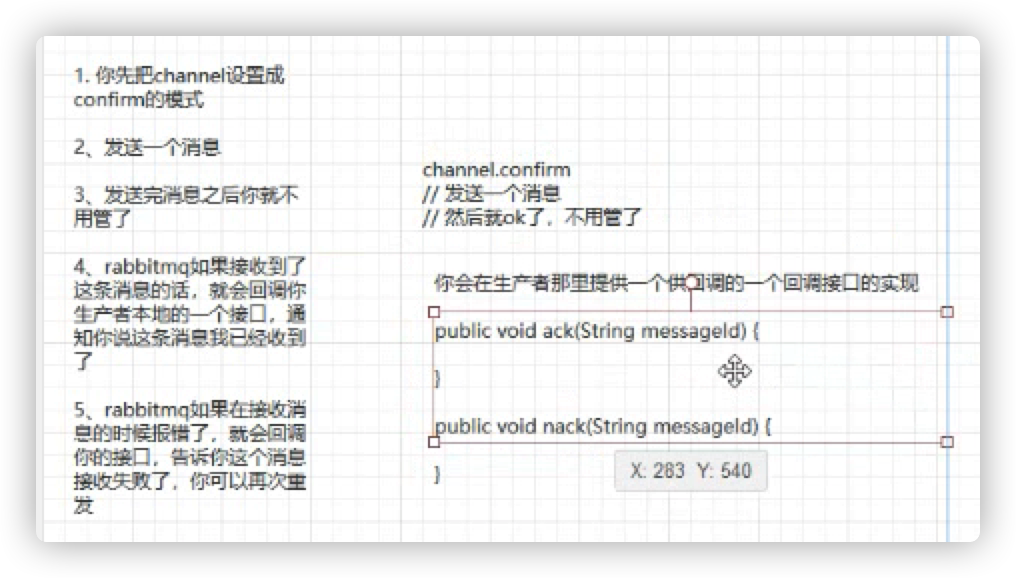 1. 你先把channel设置成
confirm的模式
2、发送一个消息
3、发送完消息之后你就不
用管了
4、rabbitmq如果接收到了
这条消息的话，就会回调你
生产者本地的一个接口，通
知你说这条消息我已经收到
了
5、rabbitmq如果在接收消
息的时候报错了，就会回调
你的接口，告诉你这个消息
接收失败了，你可以再次重
发
channel.confirm
// 发送一个消息
// 然后就ok了，不用管了
你会在生产者那里提供一个供回调的一个回调接口的实现
public void ack(String messageId) {
}
public void nack(String messageId) {
}
X: 283 Y: 540